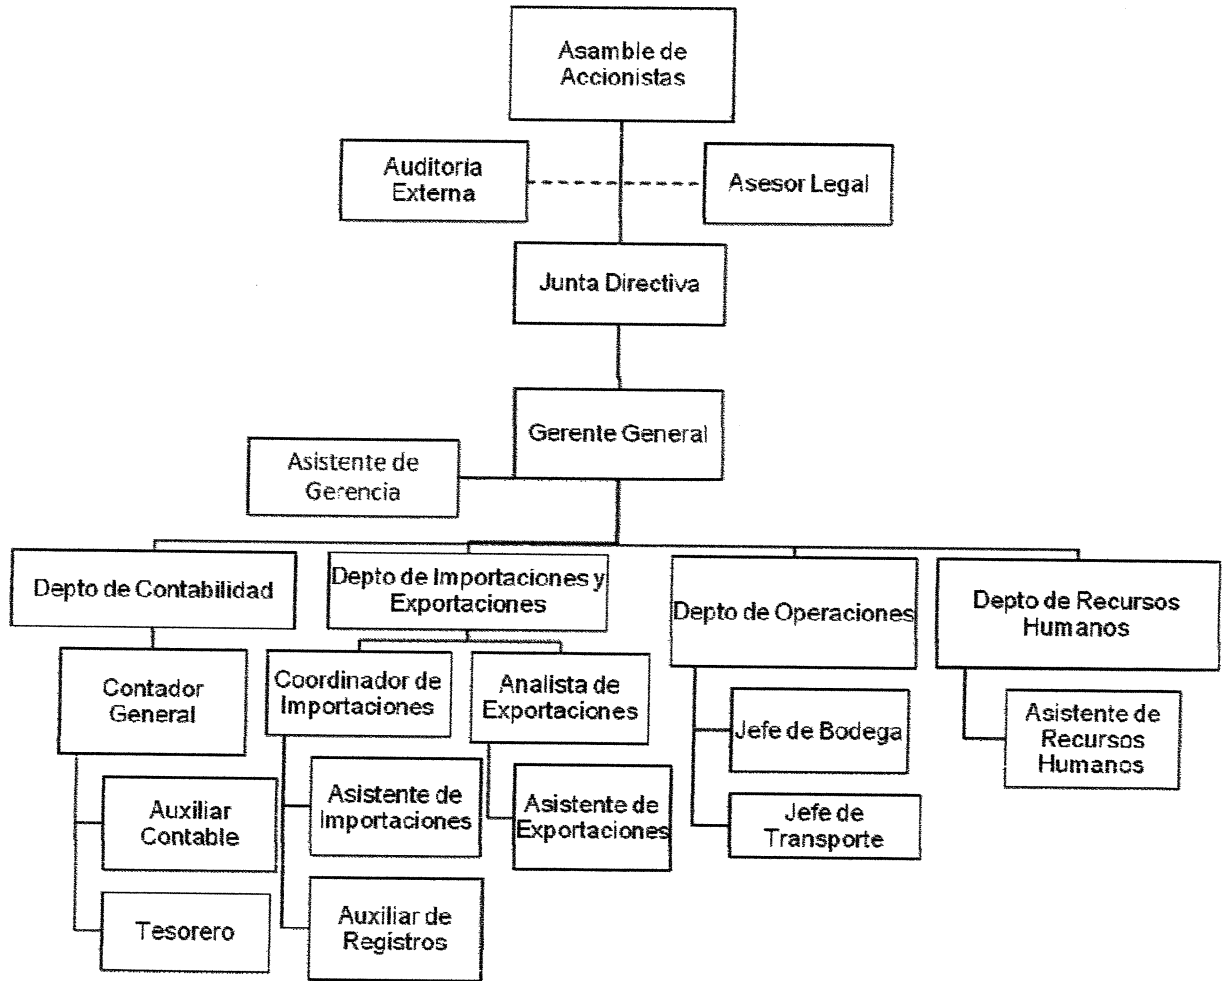 Asamble de
Accionistas
Auditoria
Externa
Asesor Legal
Junta Directiva
Gerente General
Asistente de
Gerencia
Depto de Contabilidad
Depto de Importaciones y
Exportaciones
Depto de Operaciones
Depto de Recursos
Humanos
Contador
General
Coordinador de
Importaciones
Analista de
Exportaciones
Jefe de Bodega
Asistente de
Recursos
Humanos
Auxiliar
Contable
Asistente de
Importaciones
Asistente de
Exportaciones
Jefe de
Transporte
Tesorero
Auxiliar de
Registros